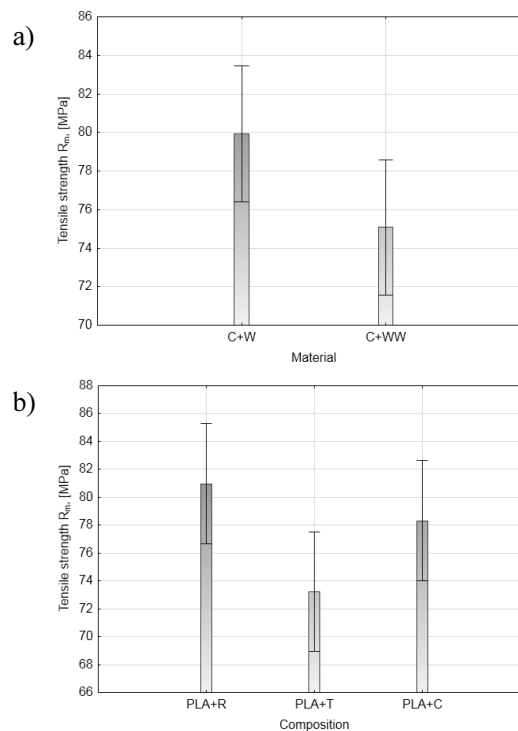 a)
Tensile strength Rm, [MPa]
86
84
82
80
78
76
74
72
70
C+W C+WW
Material
b)
Tensile strength Rm, [MPa]
88
86
84
82
80
78
76
74
72
70
68
66
PLA+R PLA+T PLA+C
Composition